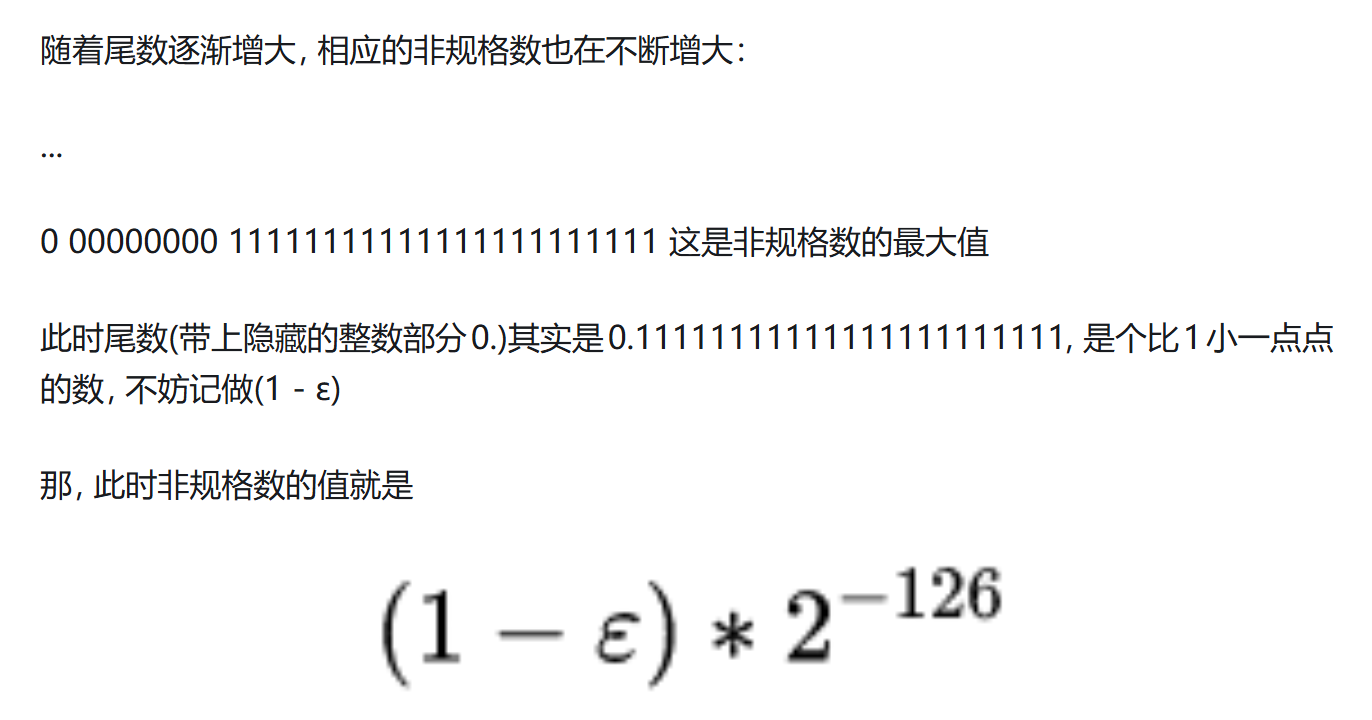 随着尾数逐渐增大, 相应的非规格数也在不断增大:
...
0 00000000 11111111111111111111111 这是非规格数的最大值
此时尾数(带上隐藏的整数部分0.)其实是0.11111111111111111111111, 是个比1小一点点
的数, 不妨记做(1 - ε)
那, 此时非规格数的值就是
(1 − ε) * 2^{−126}